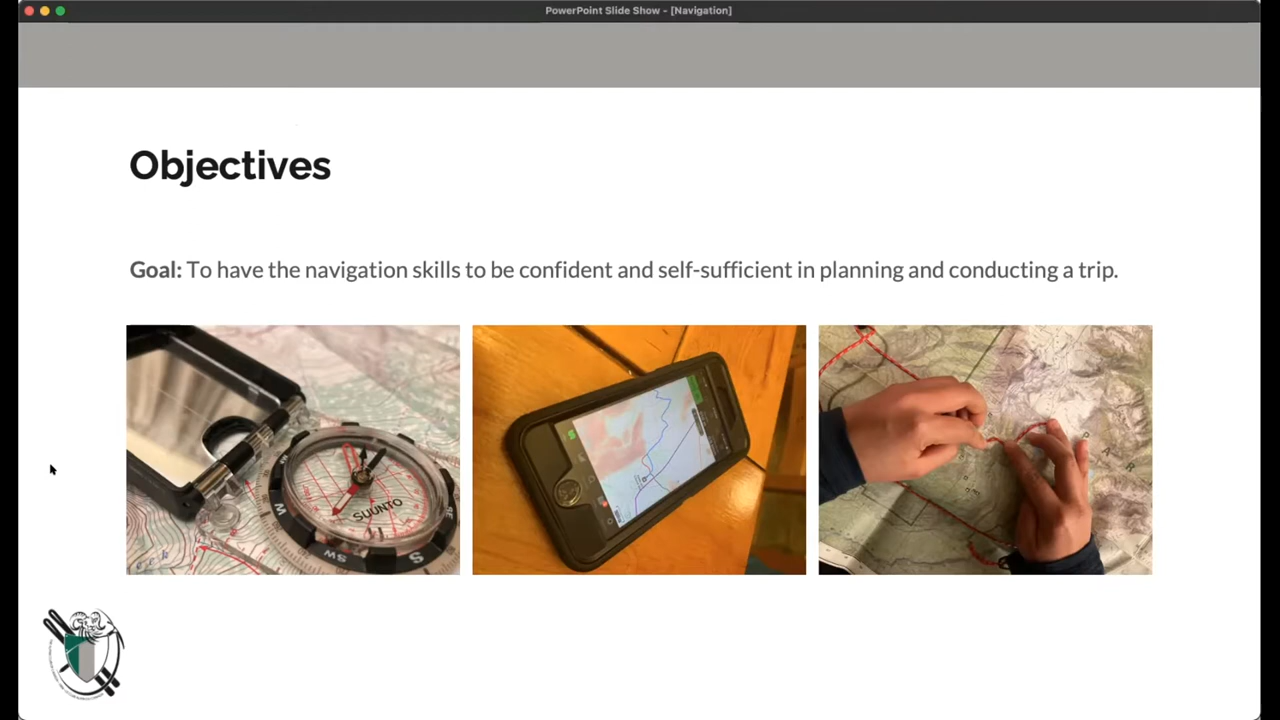 PowerPoint Slide Show - [Navigation]
Objectives
Goal: To have the navigation skills to be confident and self-sufficient in planning and conducting a trip.
SUUNTO
W
SW
S
P A R